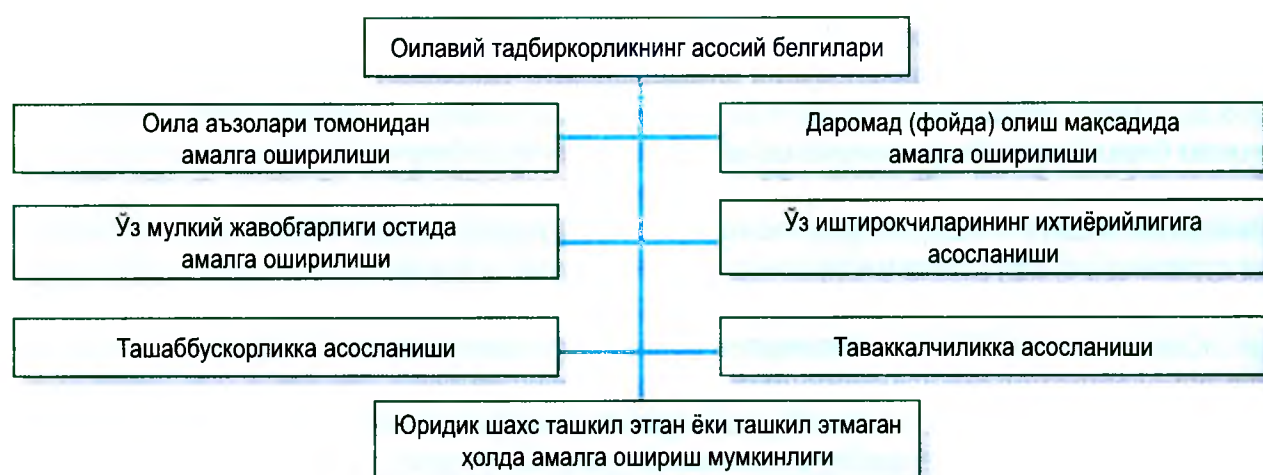 Оилавий тадбиркорликнинг асосий белгилари
Оила аъзолари томонидан
амалга оширилиши
Даромад (фойда) олиш мақсадида
амалга оширилиши
Ўз мулкий жавобгарлиги остида
амалга оширилиши
Ўз иштирокчиларининг ихтиёрийлигига
асосланиши
Ташаббускорликка асосланиши
Таваккалчиликка асосланиши
Юридик шахс ташкил этган ёки ташкил этмаган
ҳолда амалга ошириш мумкинлиги